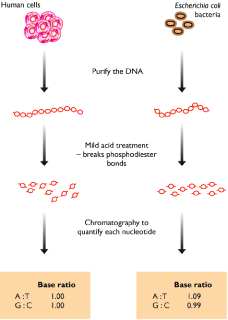 Human cells
Escherichia coli
bacteria
Purify the DNA
Mild acid treatment
– breaks phosphodiester
bonds
Chromatography to
quantify each nucleotide
Base ratio
A : T 1.00
G : C 1.00
Base ratio
A : T 1.09
G : C 0.99